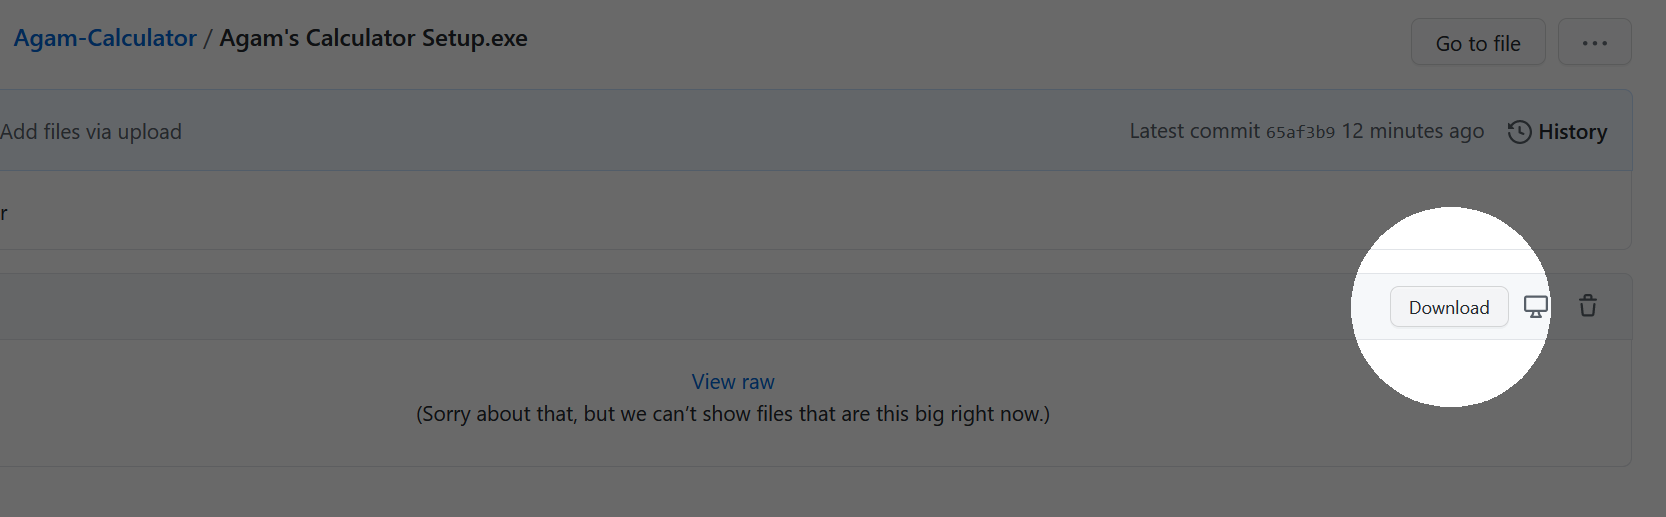 Agam-Calculator / Agam's Calculator Setup.exe
Go to file
Add files via upload
Latest commit 65af3b9 12 minutes ago
History
r
Download
View raw
(Sorry about that, but we can’t show files that are this big right now.)